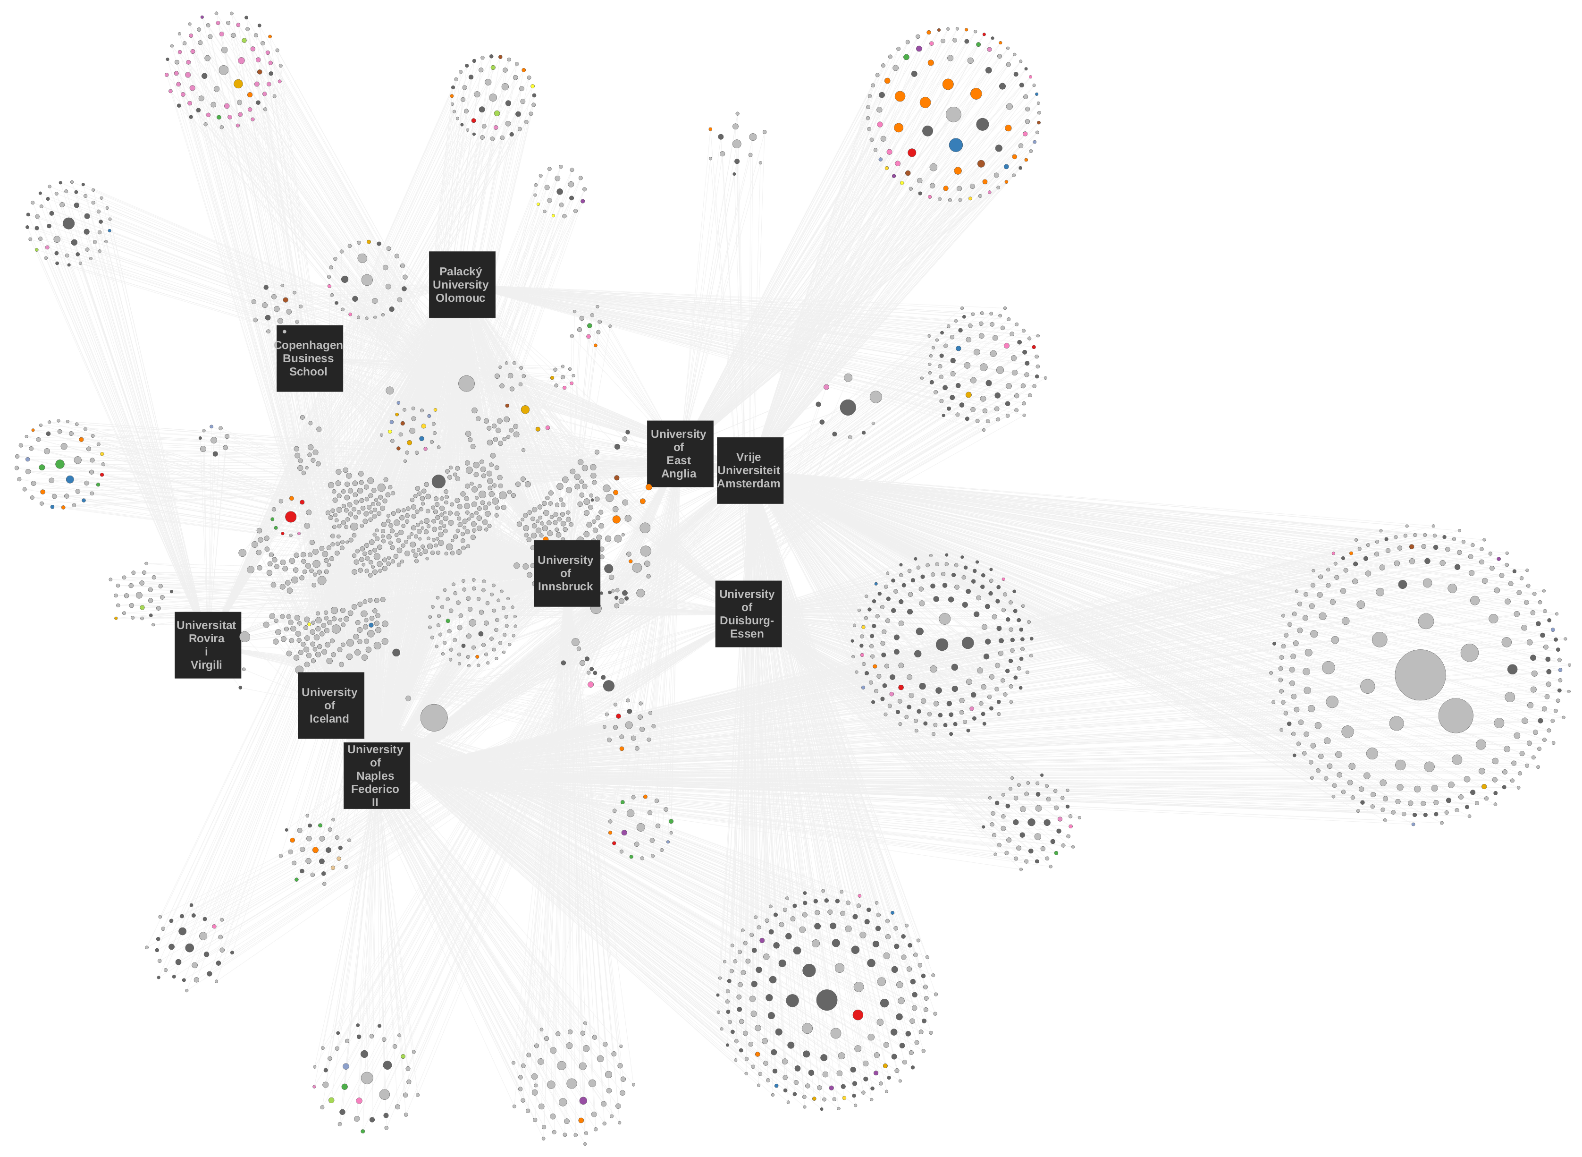 Palacký
University
Olomouc
Copenhagen
Business
School
University
of
East
Anglia
Vrije
Universiteit
Amsterdam
University
of
Innsbruck
University
of
Duisburg-
Essen
Universitat
Rovira
i
Virgili
University
of
Iceland
University
of
Naples
Federico
II